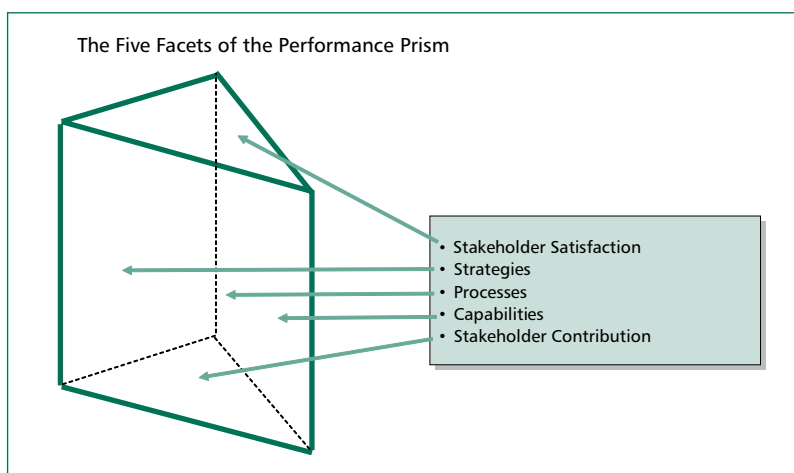 The Five Facets of the Performance Prism
• Stakeholder Satisfaction
• Strategies
• Processes
• Capabilities
• Stakeholder Contribution